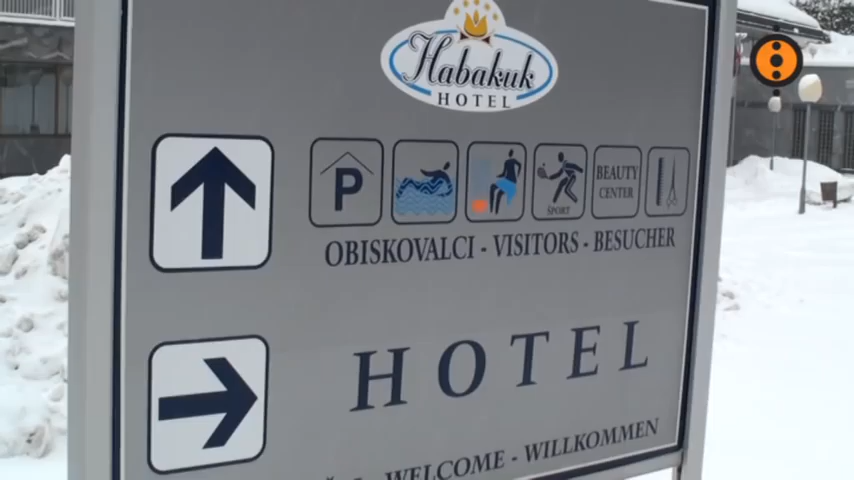 Habakuk
HOTEL
P
SPORT
BEAUTY
CENTER
OBISKOVALCI - VISITORS - BESUCHER
HOTEL
- WELCOME - WILLKOMMEN